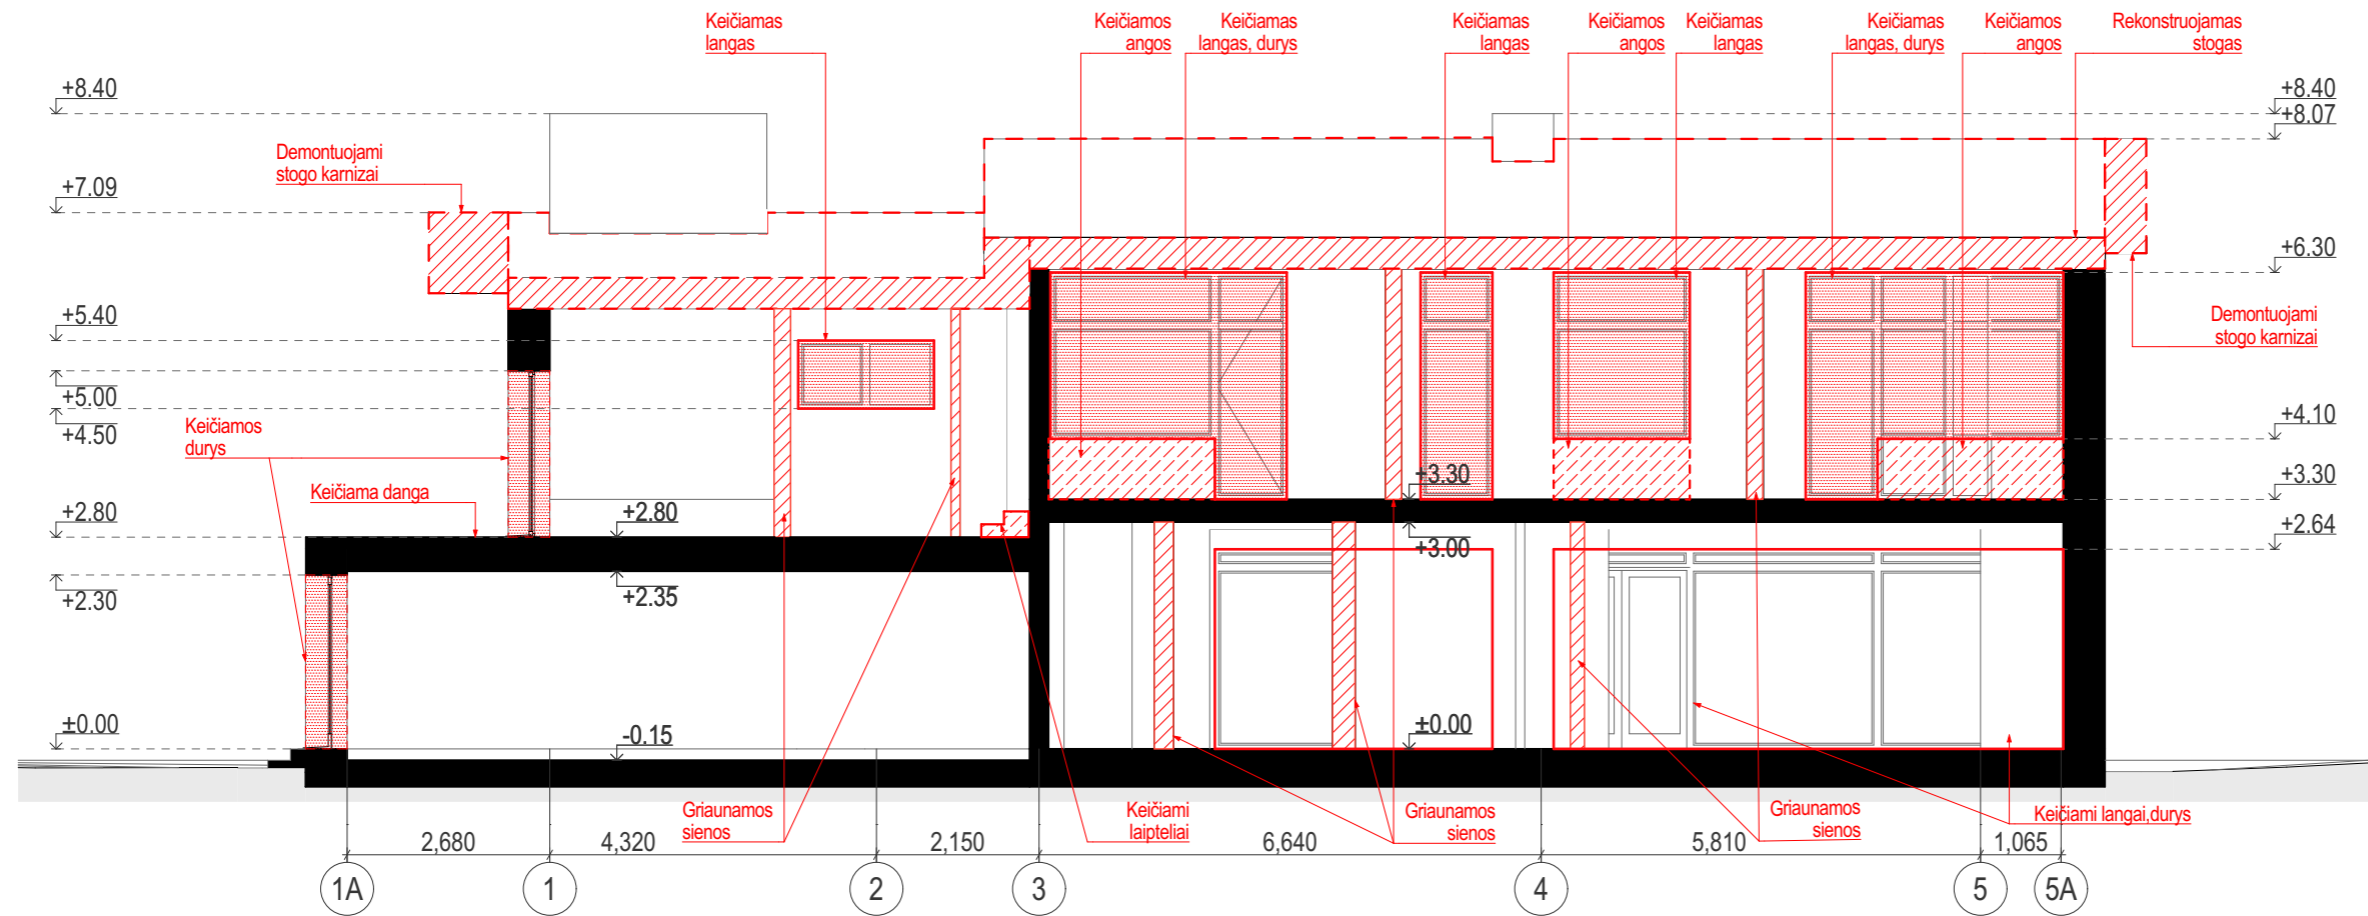 Keičiamas
langas
Keičiamos
angos
Keičiamas
langas, durys
Keičiamas
langas
Keičiamos
angos
Keičiamas
langas
Keičiamas
langas, durys
Keičiamos
angos
Rekonstruojamas
stogas
+8.40
+8.40
+8.07
Demontuojami
stogo karnizai
+7.09
+6.30
Demontuojami
stogo karnizai
+5.40
+5.00
+4.50
Keičiamos
durys
+4.10
Keičiama danga
+3.30
+3.30
+2.80
+2.80
+2.64
+3.00
+2.30
+2.35
±0.00
-0.15
±0.00
Griaunamos
sienos
Keičiami
laipteliai
Griaunamos
sienos
Griaunamos
sienos
Keičiami langai,durys
2,680
4,320
2,150
6,640
5,810
1,065
1A
1
2
3
4
5
5A